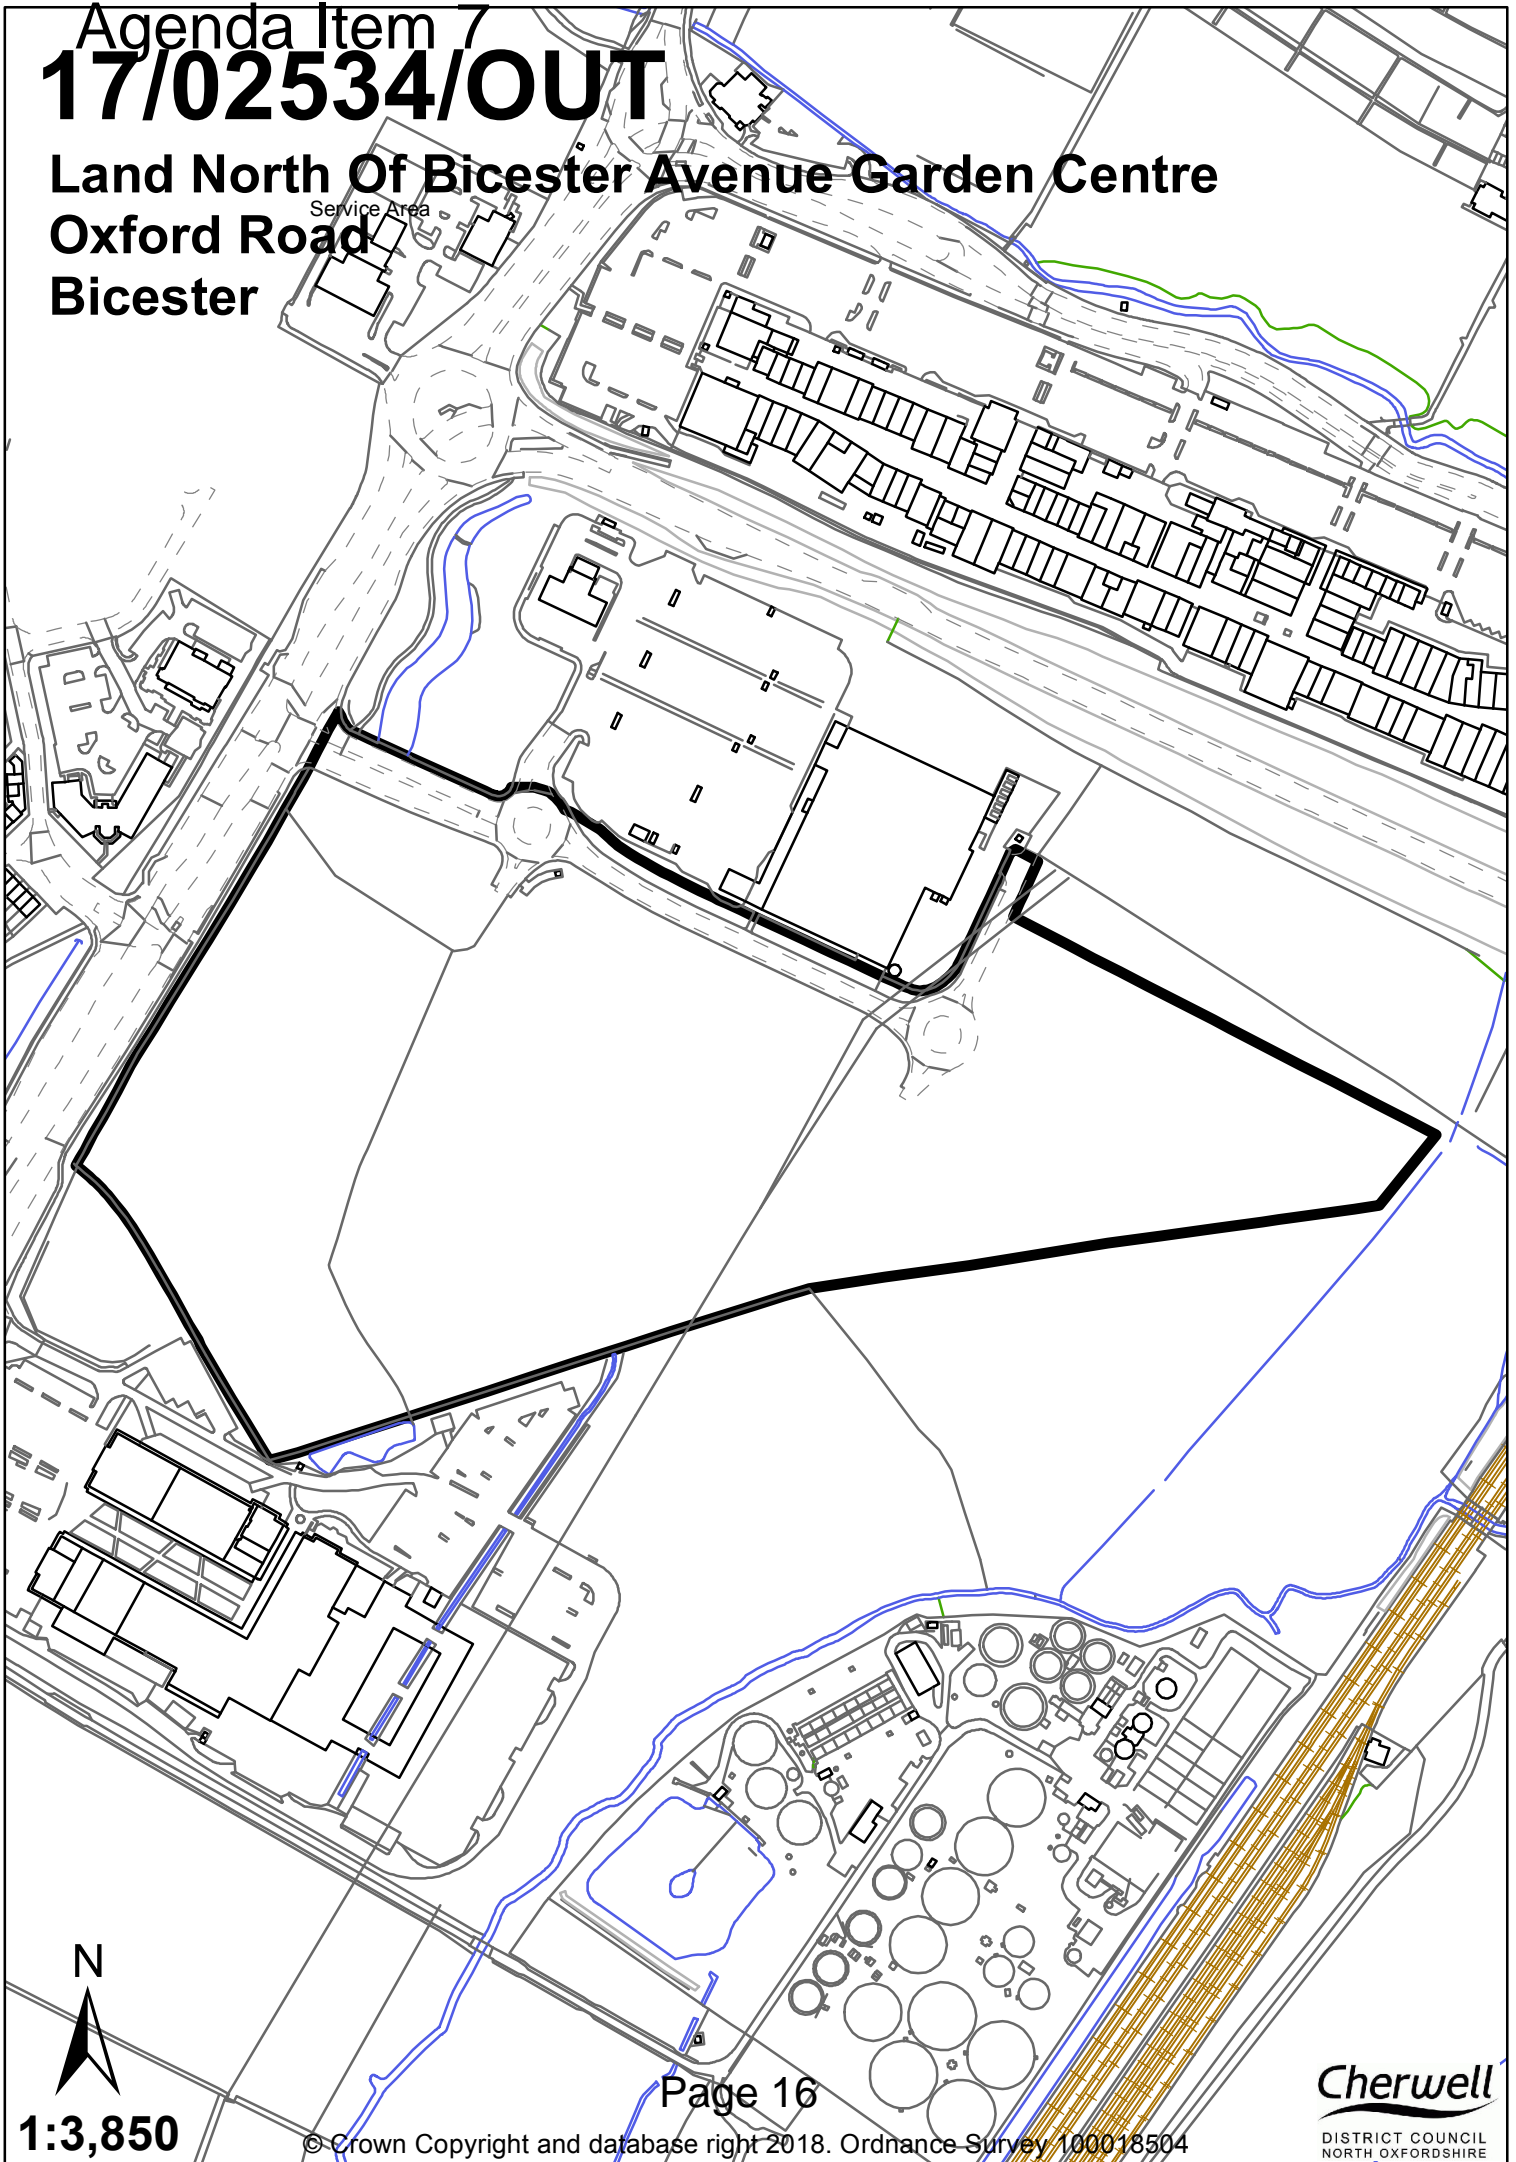 Agenda Item 7
17/02534/OUT
Land North Of Bicester Avenue Garden Centre
Service Area
Oxford Road
Bicester
N
1:3,850
Page 16
© Crown Copyright and database right 2018. Ordnance Survey 100018504
Cherwell
DISTRICT COUNCIL
NORTH OXFORDSHIRE